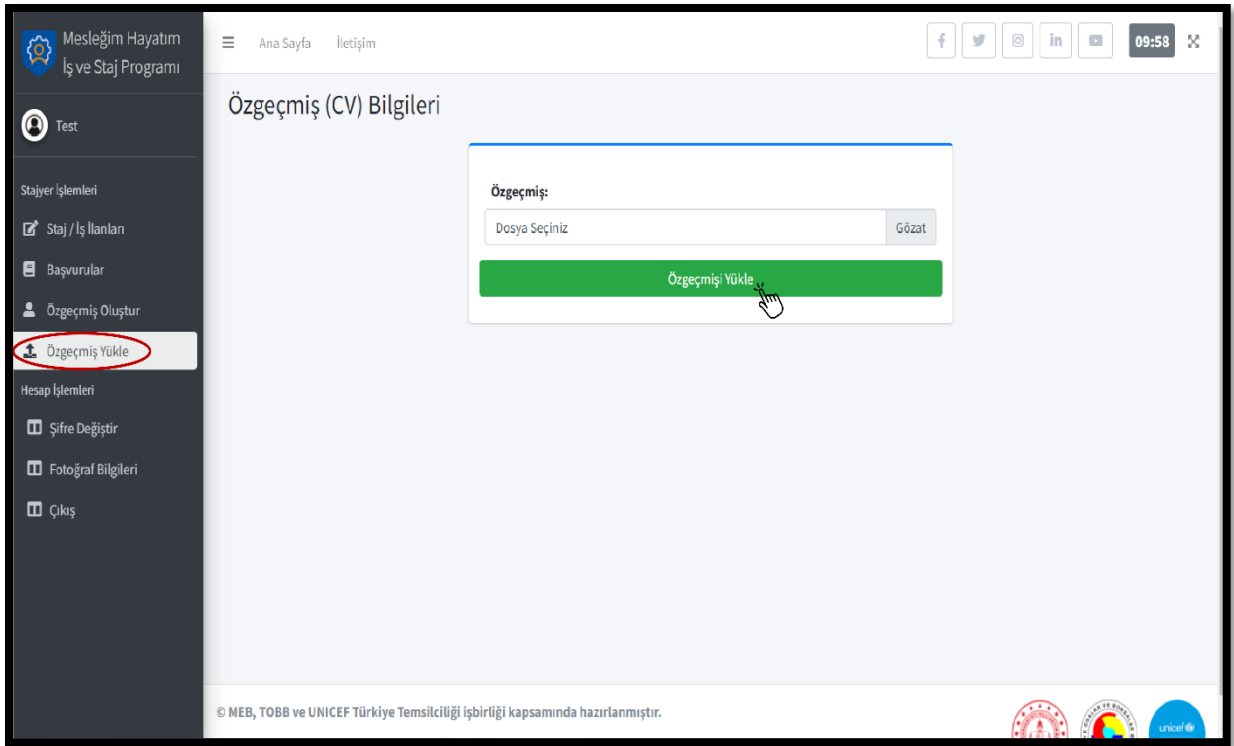 Mesleğim Hayatım
İş ve Staj Programı
Ana Sayfa İletişim
09:58
Test
Stajyer İşlemleri
Staj / İş İlanları
Başvurular
Özgeçmiş Oluştur
Özgeçmiş Yükle
Hesap İşlemleri
Şifre Değiştir
Fotoğraf Bilgileri
Çıkış
Özgeçmiş (CV) Bilgileri
Özgeçmiş:
Dosya Seçiniz Gözat
Özgeçmişi Yükle
© MEB, TOBB ve UNICEF Türkiye Temsilciliği işbirliği kapsamında hazırlanmıştır.
unicef